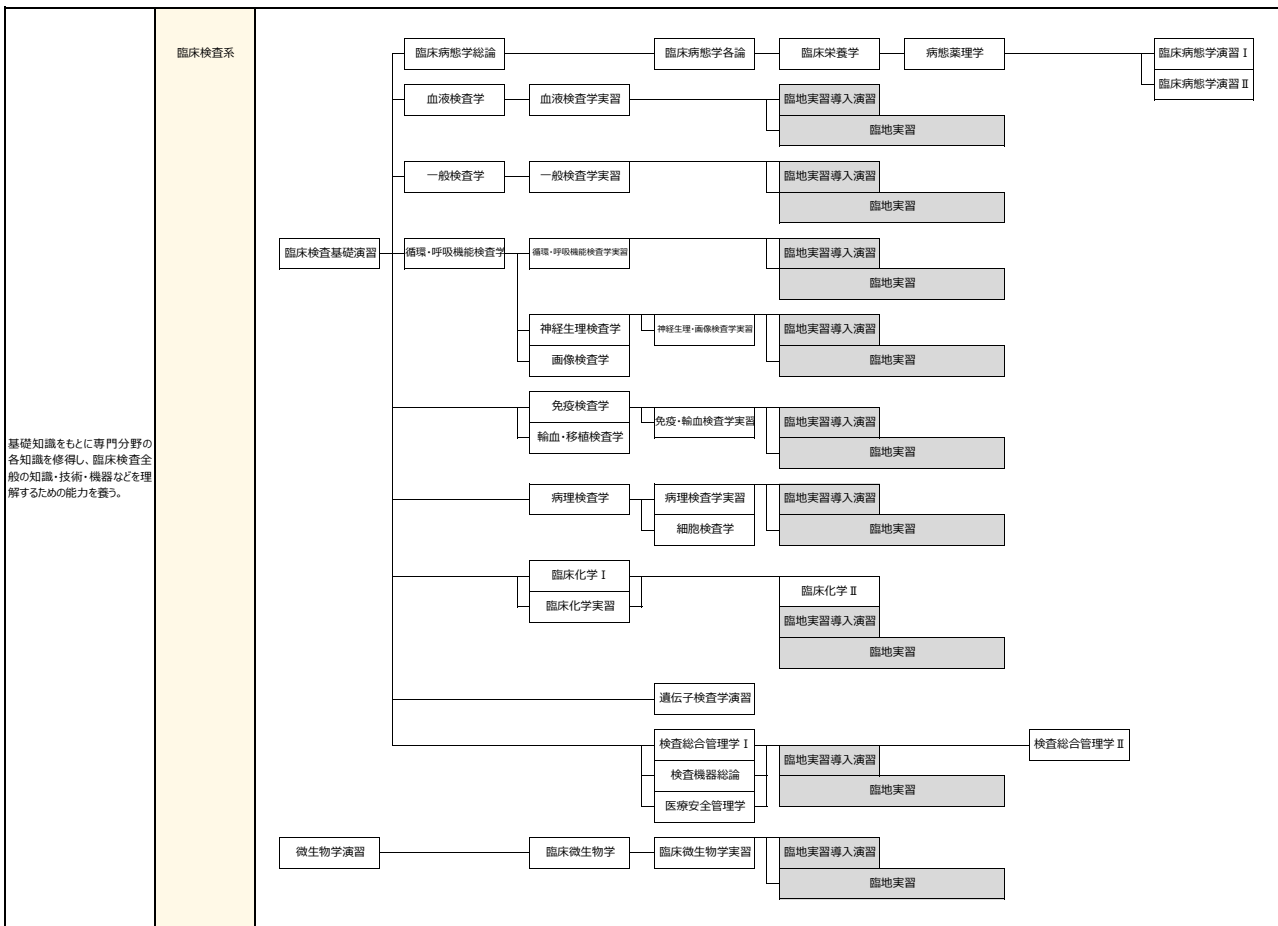 基礎知識をもとに専門分野の
各知識を修得し、臨床検査全
般の知識・技術・機器などを理
解するための能力を養う。
臨床検査系
臨床病態学総論
臨床病態学各論
臨床栄養学
病態薬理学
臨床病態学演習Ⅰ
臨床病態学演習Ⅱ
血液検査学
血液検査学実習
臨地実習導入演習
臨地実習
一般検査学
一般検査学実習
臨地実習導入演習
臨地実習
臨床検査基礎演習
循環・呼吸機能検査学
循環・呼吸機能検査学実習
臨地実習導入演習
臨地実習
神経生理検査学
神経生理・画像検査学実習
臨地実習導入演習
画像検査学
臨地実習
免疫検査学
免疫・輸血検査学実習
臨地実習導入演習
輸血・移植検査学
臨地実習
病理検査学
病理検査学実習
臨地実習導入演習
細胞検査学
臨地実習
臨床化学Ⅰ
臨床化学Ⅱ
臨床化学実習
臨地実習導入演習
臨地実習
遺伝子検査学演習
検査総合管理学Ⅰ
臨地実習導入演習
検査総合管理学Ⅱ
検査機器総論
臨地実習
医療安全管理学
微生物学演習
臨床微生物学
臨床微生物学実習
臨地実習導入演習
臨地実習